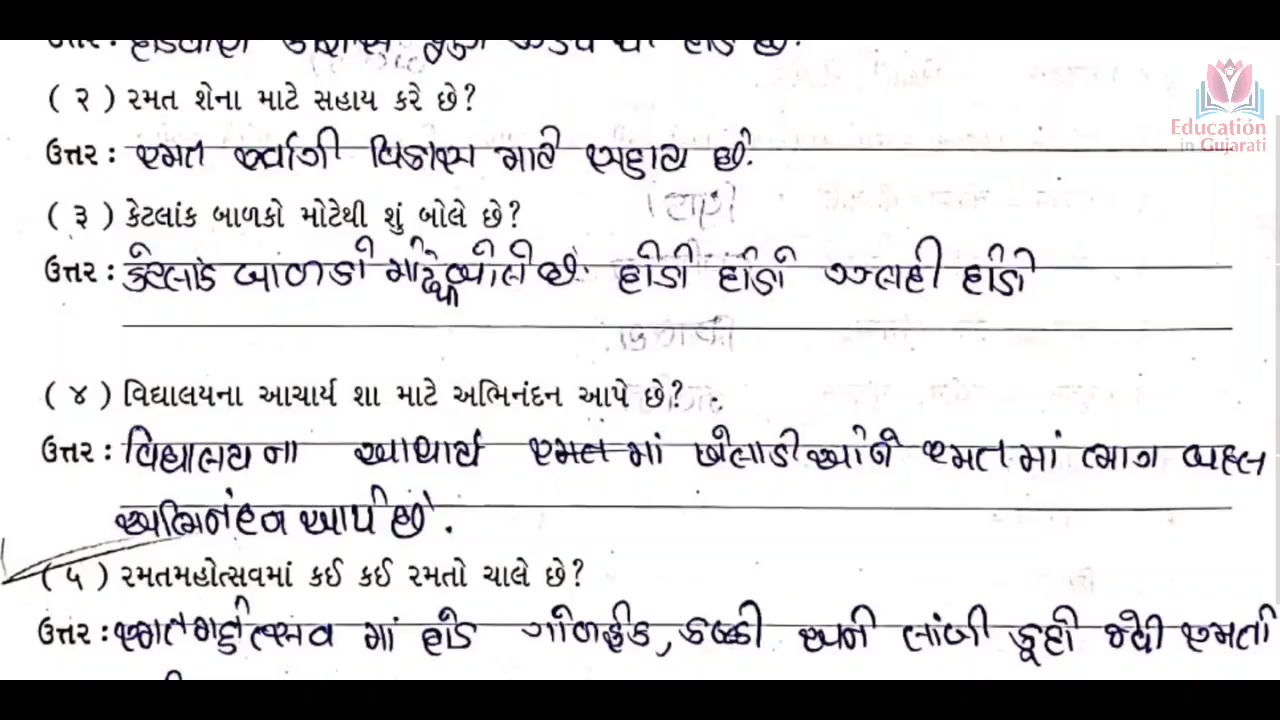 (૨) રમત શેના માટે સહાય કરે છે?
ઉત્તર: રમત સર્વાંગી વિકાસ માટે સહાય છે.
(૩) કેટલાંક બાળકો મોટેથી શું બોલે છે?
ઉત્તર: કેટલાંક બાળકો મોટેથી બોલે છે. હોડી હોડી જલ્દી હોડી
(૪) વિદ્યાલયના આચાર્ય શા માટે અભિનંદન આપે છે?
ઉત્તર: વિદ્યાલય ના આચાર્ય રમત માં ખેલાડીઓને રમત માં ભાગ બદલ
અભિનંદન આપે છે.
(૫) રમતમહોત્સવમાં કઈ કઈ રમતો ચાલે છે?
ઉત્તર: રમતમહોત્સવ માં દોડ ગોળાફેંક, કબડ્ડી અને લાંબી કૂદ જેવી રમતો
Education
in Gujarati